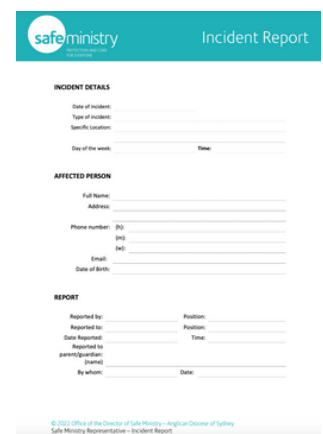 safeministry
PROTECTION AND CARE
FOR EVERYONE
Incident Report
INCIDENT DETAILS
Date of incident:
Type of incident:
Specific Location:
Day of the week: Time:
AFFECTED PERSON
Full Name:
Address:
Phone number: (h):
(m):
(w):
Email:
Date of Birth:
REPORT
Reported by: Position:
Reported to: Position:
Date Reported: Time:
Reported to
parent/guardian:
(name)
By whom: Date:
© 2022 Office of the Director of Safe Ministry – Anglican Diocese of Sydney
Safe Ministry Representative – Incident Report